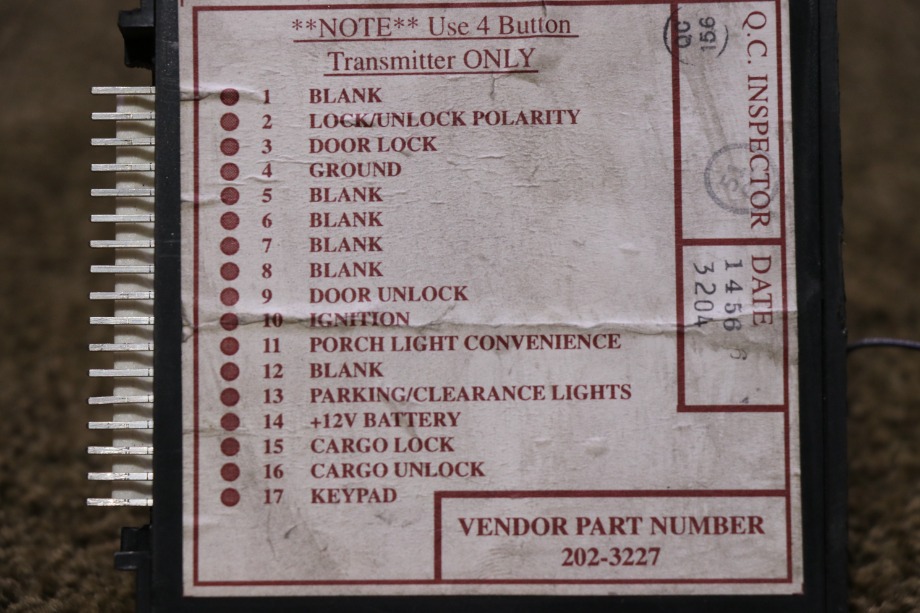 **NOTE** Use 4 Button
Transmitter ONLY
1 BLANK
2 LOCK/UNLOCK POLARITY
3 DOOR LOCK
4 GROUND
5 BLANK
6 BLANK
7 BLANK
8 BLANK
9 DOOR UNLOCK
10 IGNITION
11 PORCH LIGHT CONVENIENCE
12 BLANK
13 PARKING/CLEARANCE LIGHTS
14 +12V BATTERY
15 CARGO LOCK
16 CARGO UNLOCK
17 KEYPAD
Q.C. INSPECTOR
156
QC
DATE
1456
3204
VENDOR PART NUMBER
202-3227